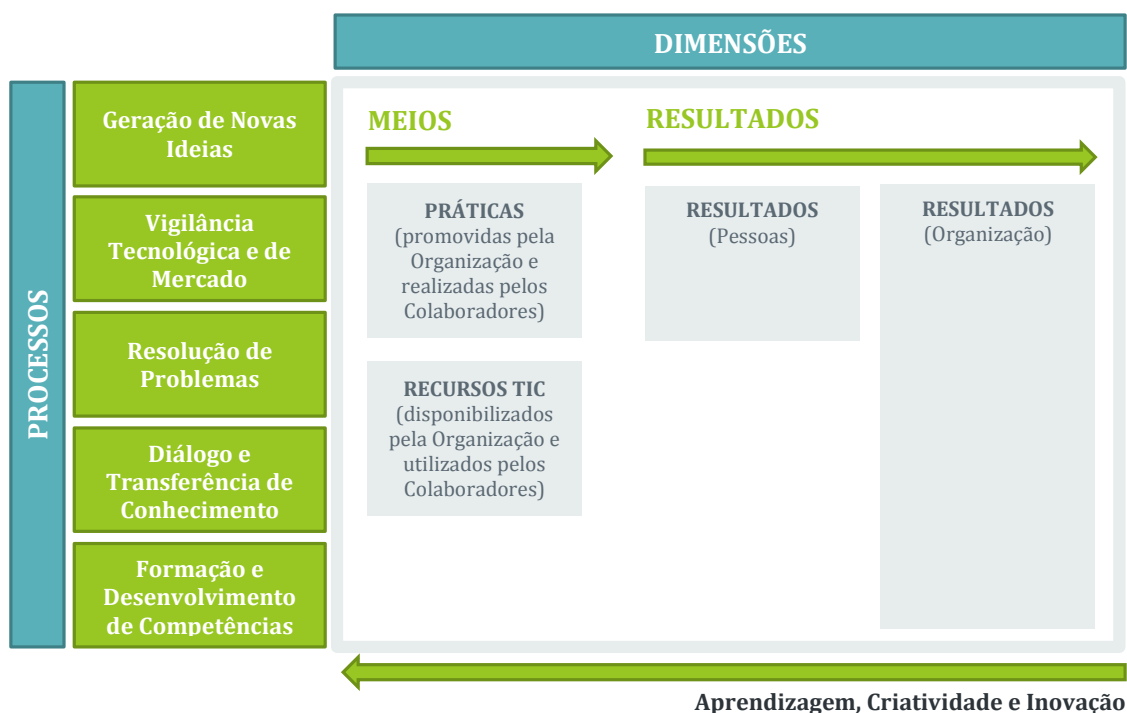 DIMENSÕES
PROCESSOS
Geração de Novas
Ideias
Vigilância
Tecnológica e de
Mercado
Resolução de
Problemas
Diálogo e
Transferência de
Conhecimento
Formação e
Desenvolvimento
de Competências
MEIOS
PRÁTICAS
(promovidas pela
Organização e
realizadas pelos
Colaboradores)
RECURSOS TIC
(disponibilizados
pela Organização e
utilizados pelos
Colaboradores)
RESULTADOS
RESULTADOS
(Pessoas)
RESULTADOS
(Organização)
Aprendizagem, Criatividade e Inovação